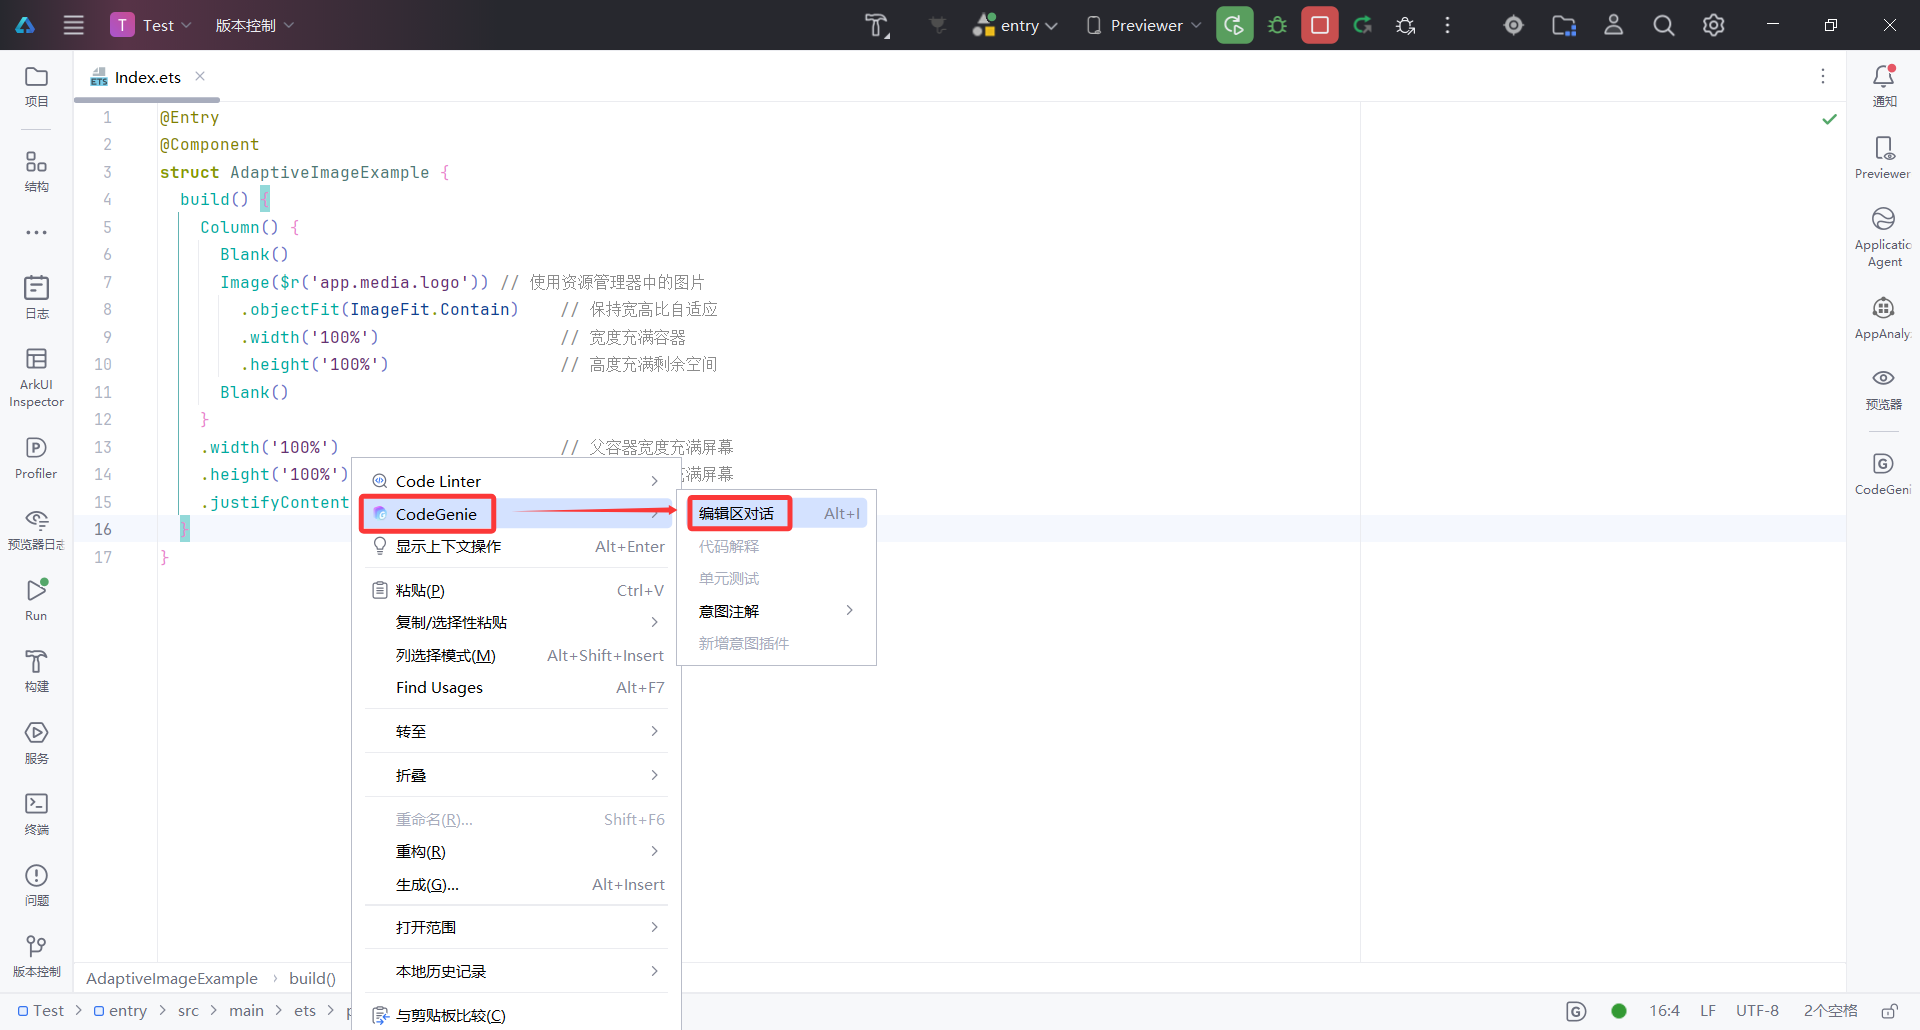 T Test 版本控制 entry Previewer
Index.ets
项目
结构
日志
ArkUI
Inspector
Profiler
预览器日志
Run
构建
服务
终端
问题
版本控制
1 @Entry
2 @Component
3 struct AdaptiveImageExample {
4 build() {
5 Column() {
6 Blank()
7 Image($r('app.media.logo')) // 使用资源管理器中的图片
8 .objectFit(ImageFit.Contain) // 保持宽高比自适应
9 .width('100%') // 宽度充满容器
10 .height('100%') // 高度充满剩余空间
11 Blank()
12 }
13 .width('100%') // 父容器宽度充满屏幕
14 .height('100%') 满屏幕
15 .justifyContent
16 }
17 }
Code Linter
CodeGenie
显示上下文操作 Alt+Enter
粘贴(P) Ctrl+V
复制/选择性粘贴
列选择模式(M) Alt+Shift+Insert
Find Usages Alt+F7
转至
折叠
重命名(R)... Shift+F6
重构(R)
生成(G)... Alt+Insert
打开范围
本地历史记录
与剪贴板比较(C)
编辑区对话 Alt+I
代码解释
单元测试
意图注解
新增意图插件
通知
Previewer
Applicatic
Agent
AppAnaly
预览器
CodeGeni
AdaptiveImageExample › build()
Test > entry > src > main > ets > p
16:4 LF UTF-8 2个空格